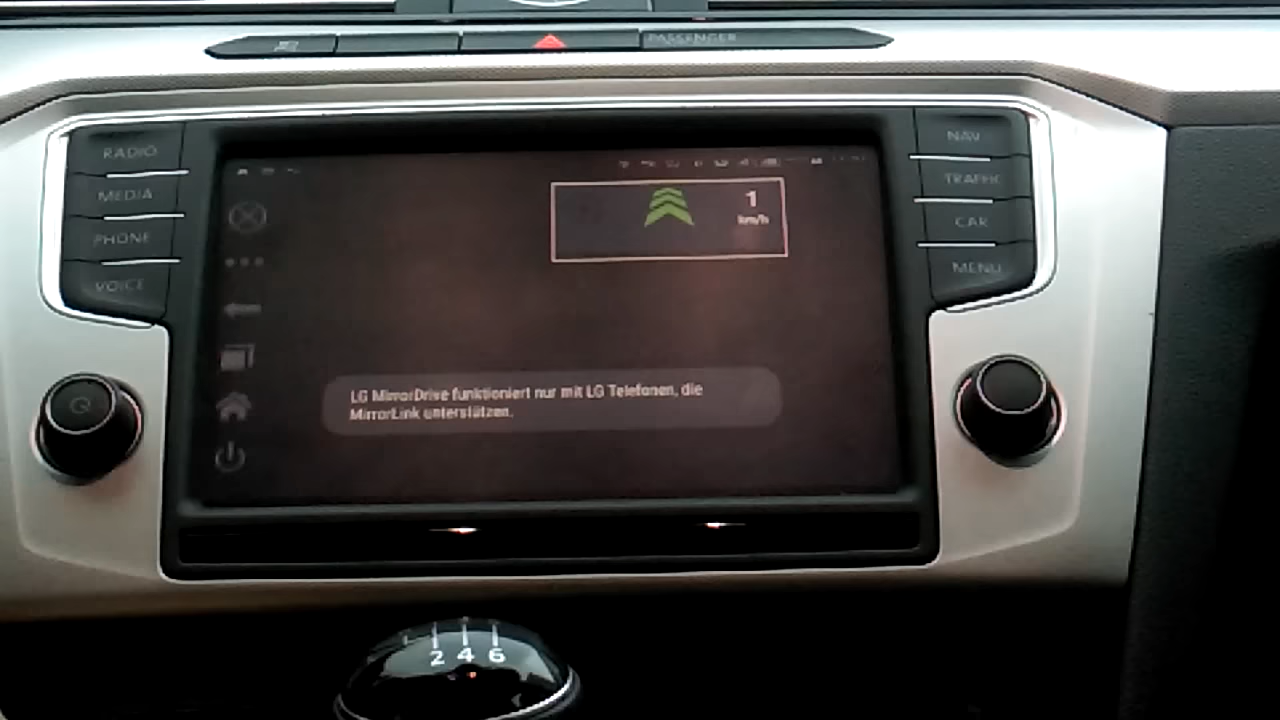 PASSENGER
RADIO
MEDIA
PHONE
VOICE
NAV
TRAFFIC
CAR
MENU
1
km/h
LG MirrorDrive funktioniert nur mit LG Telefonen, die
MirrorLink unterstützen.
2 4 6